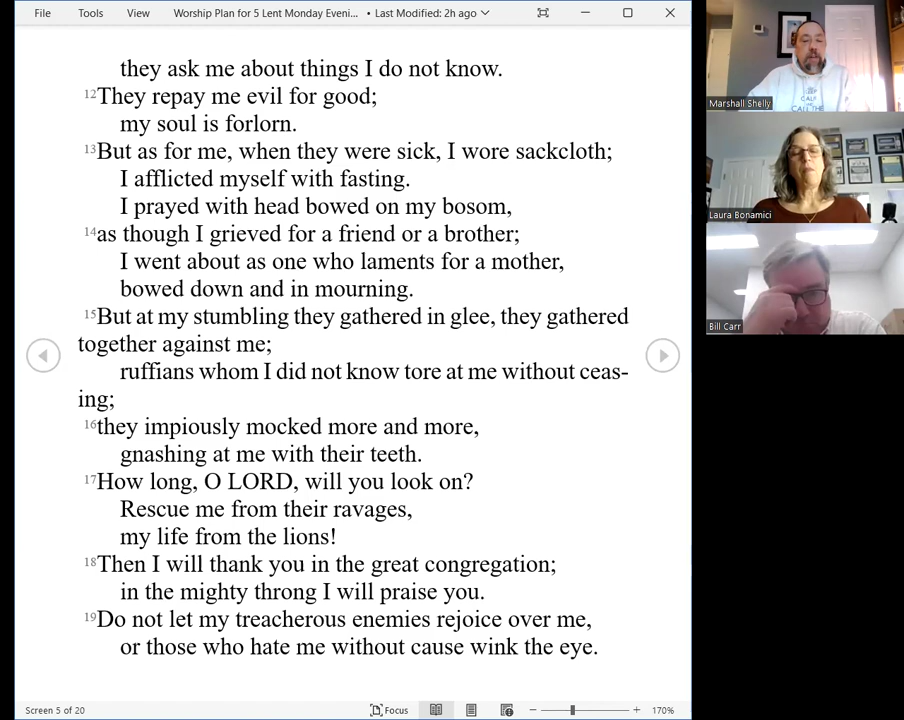 File Tools View Worship Plan for 5 Lent Monday Eveni... • Last Modified: 2h ago
they ask me about things I do not know.
12They repay me evil for good;
my soul is forlorn.
13But as for me, when they were sick, I wore sackcloth;
I afflicted myself with fasting.
I prayed with head bowed on my bosom,
14as though I grieved for a friend or a brother;
I went about as one who laments for a mother,
bowed down and in mourning.
15But at my stumbling they gathered in glee, they gathered
together against me;
ruffians whom I did not know tore at me without ceas-
ing;
16they impiously mocked more and more,
gnashing at me with their teeth.
17How long, O LORD, will you look on?
Rescue me from their ravages,
my life from the lions!
18Then I will thank you in the great congregation;
in the mighty throng I will praise you.
19Do not let my treacherous enemies rejoice over me,
or those who hate me without cause wink the eye.
Screen 5 of 20 Focus 170%
Marshall Shelly
Laura Bonamici
Bill Carr